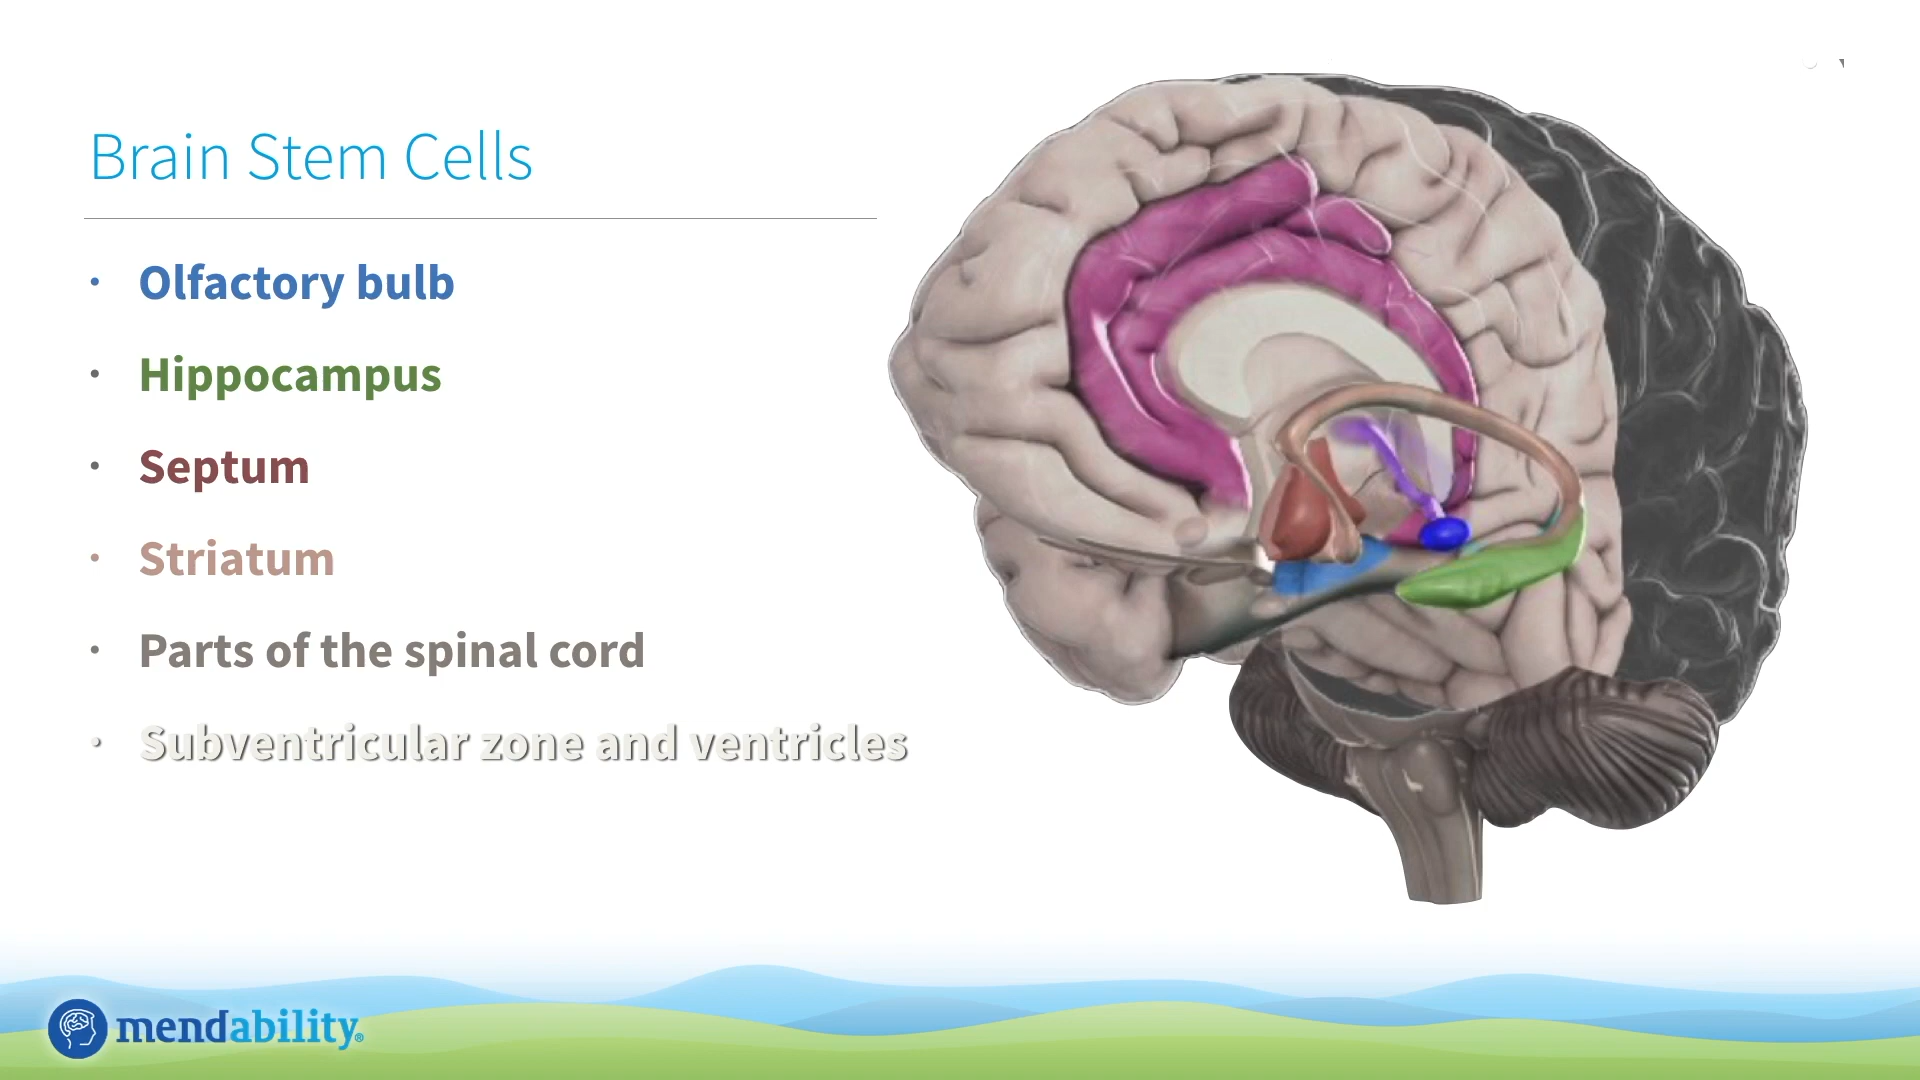 Brain Stem Cells
• Olfactory bulb
• Hippocampus
• Septum
• Striatum
• Parts of the spinal cord
• Subventricular zone and ventricles
mendability®